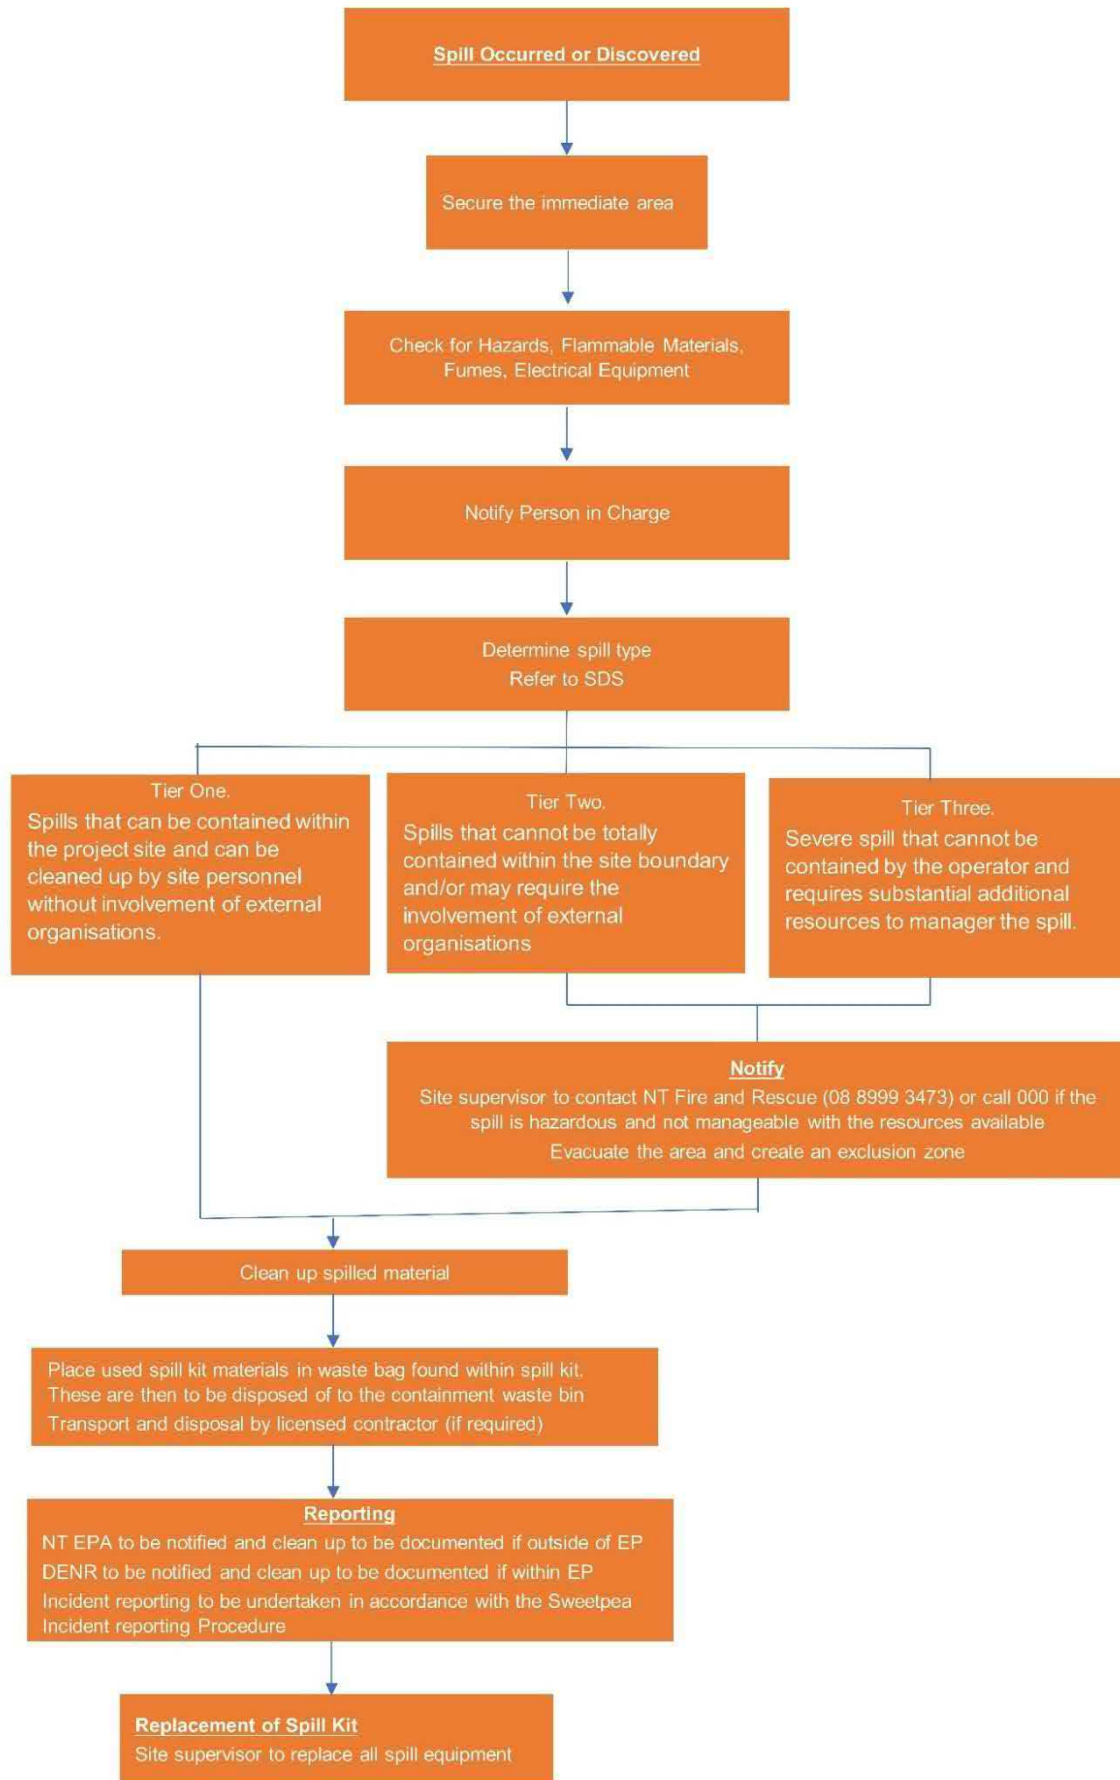 Spill Occurred or Discovered
Secure the immediate area
Check for Hazards, Flammable Materials,
Fumes, Electrical Equipment
Notify Person in Charge
Determine spill type
Refer to SDS
Tier One.
Spills that can be contained within
the project site and can be
cleaned up by site personnel
without involvement of external
organisations.
Tier Two.
Spills that cannot be totally
contained within the site boundary
and/or may require the
involvement of external
organisations
Tier Three.
Severe spill that cannot be
contained by the operator and
requires substantial additional
resources to manager the spill.
Notify
Site supervisor to contact NT Fire and Rescue (08 8999 3473) or call 000 if the
spill is hazardous and not manageable with the resources available
Evacuate the area and create an exclusion zone
Clean up spilled material
Place used spill kit materials in waste bag found within spill kit.
These are then to be disposed of to the containment waste bin
Transport and disposal by licensed contractor (if required)
Reporting
NT EPA to be notified and clean up to be documented if outside of EP
DENR to be notified and clean up to be documented if within EP
Incident reporting to be undertaken in accordance with the Sweetpea
Incident reporting Procedure
Replacement of Spill Kit
Site supervisor to replace all spill equipment